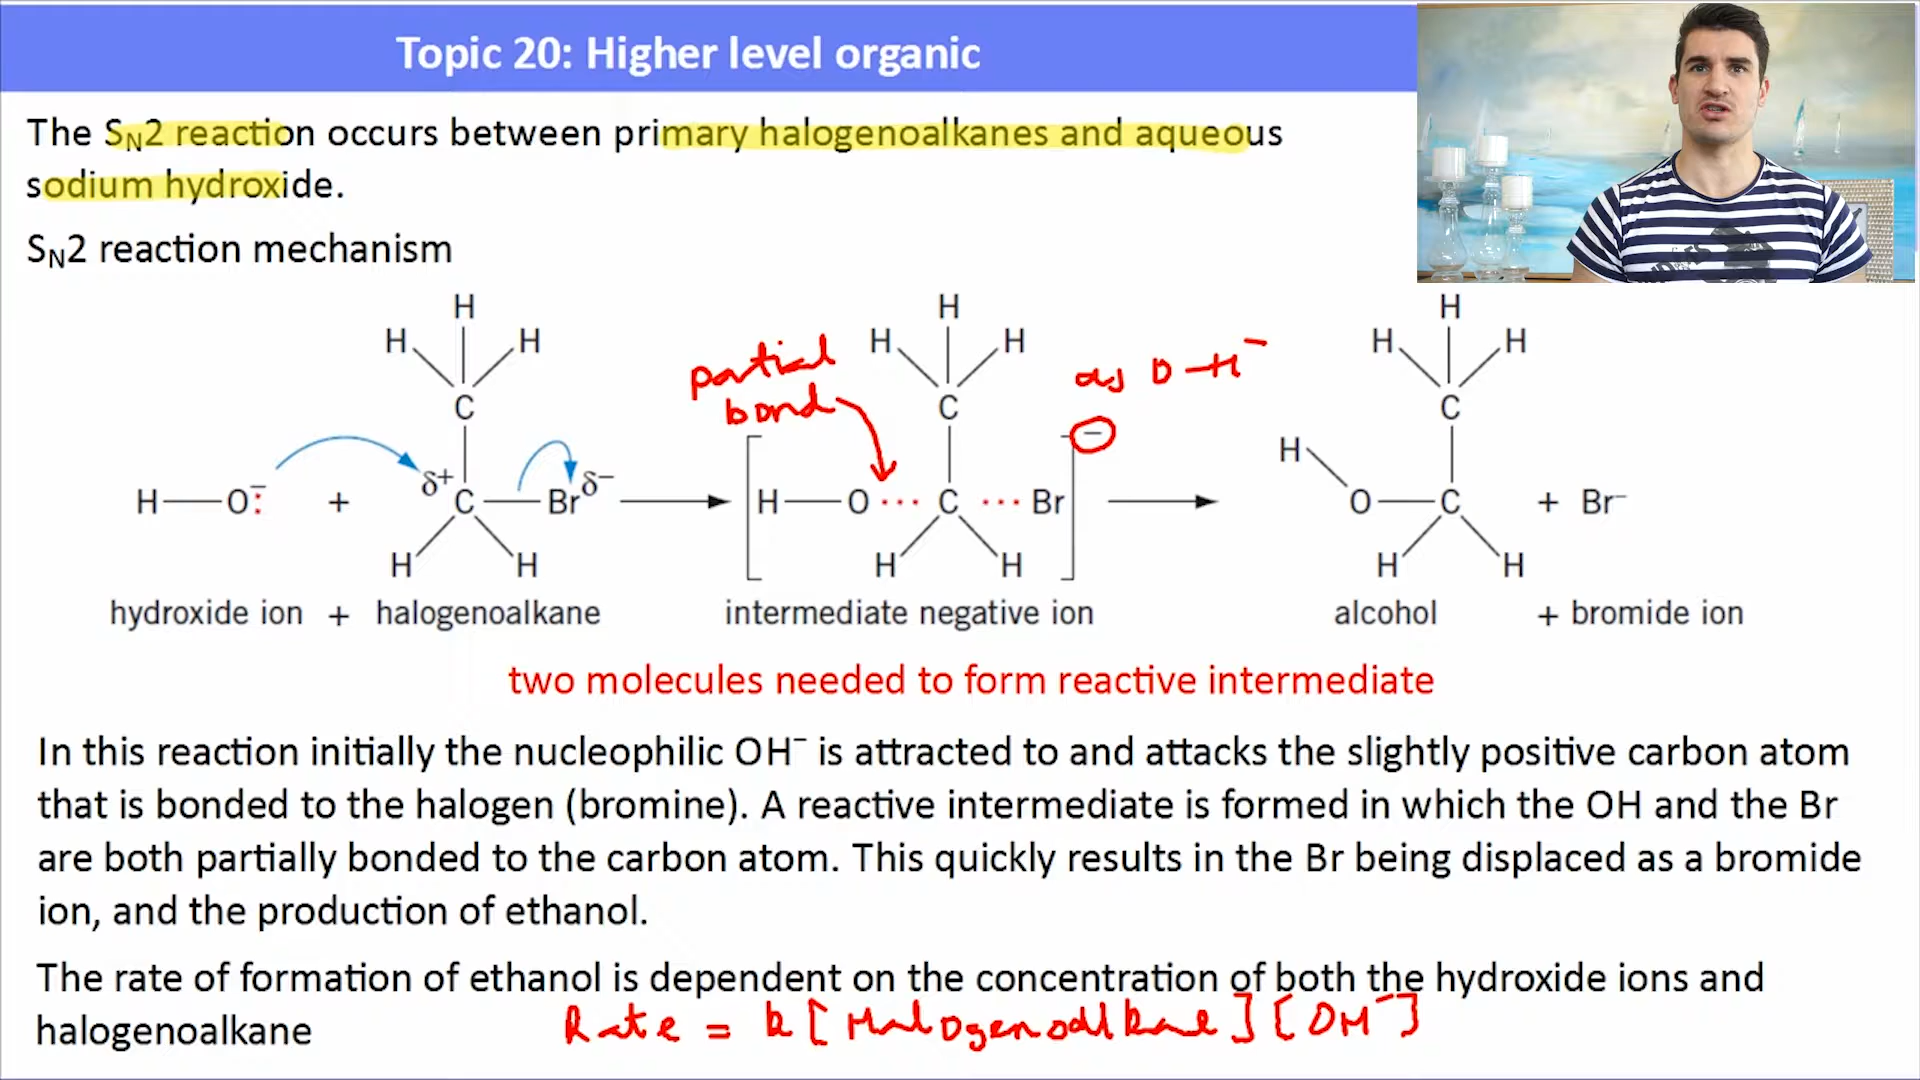 Topic 20: Higher level organic
The SN2 reaction occurs between primary halogenoalkanes and aqueous
sodium hydroxide.
SN2 reaction mechanism
H H H
H H H H H H
partial bond
as O-H⁻
C C C
−
H
H—O:⁻ + δ+ C—Br δ− H—O···C···Br O—C + Br⁻
H H H H H H
hydroxide ion + halogenoalkane intermediate negative ion alcohol + bromide ion
two molecules needed to form reactive intermediate
In this reaction initially the nucleophilic OH⁻ is attracted to and attacks the slightly positive carbon atom
that is bonded to the halogen (bromine). A reactive intermediate is formed in which the OH and the Br
are both partially bonded to the carbon atom. This quickly results in the Br being displaced as a bromide
ion, and the production of ethanol.
The rate of formation of ethanol is dependent on the concentration of both the hydroxide ions and
halogenoalkane
Rate = k[Halogenoalkane][OH⁻]